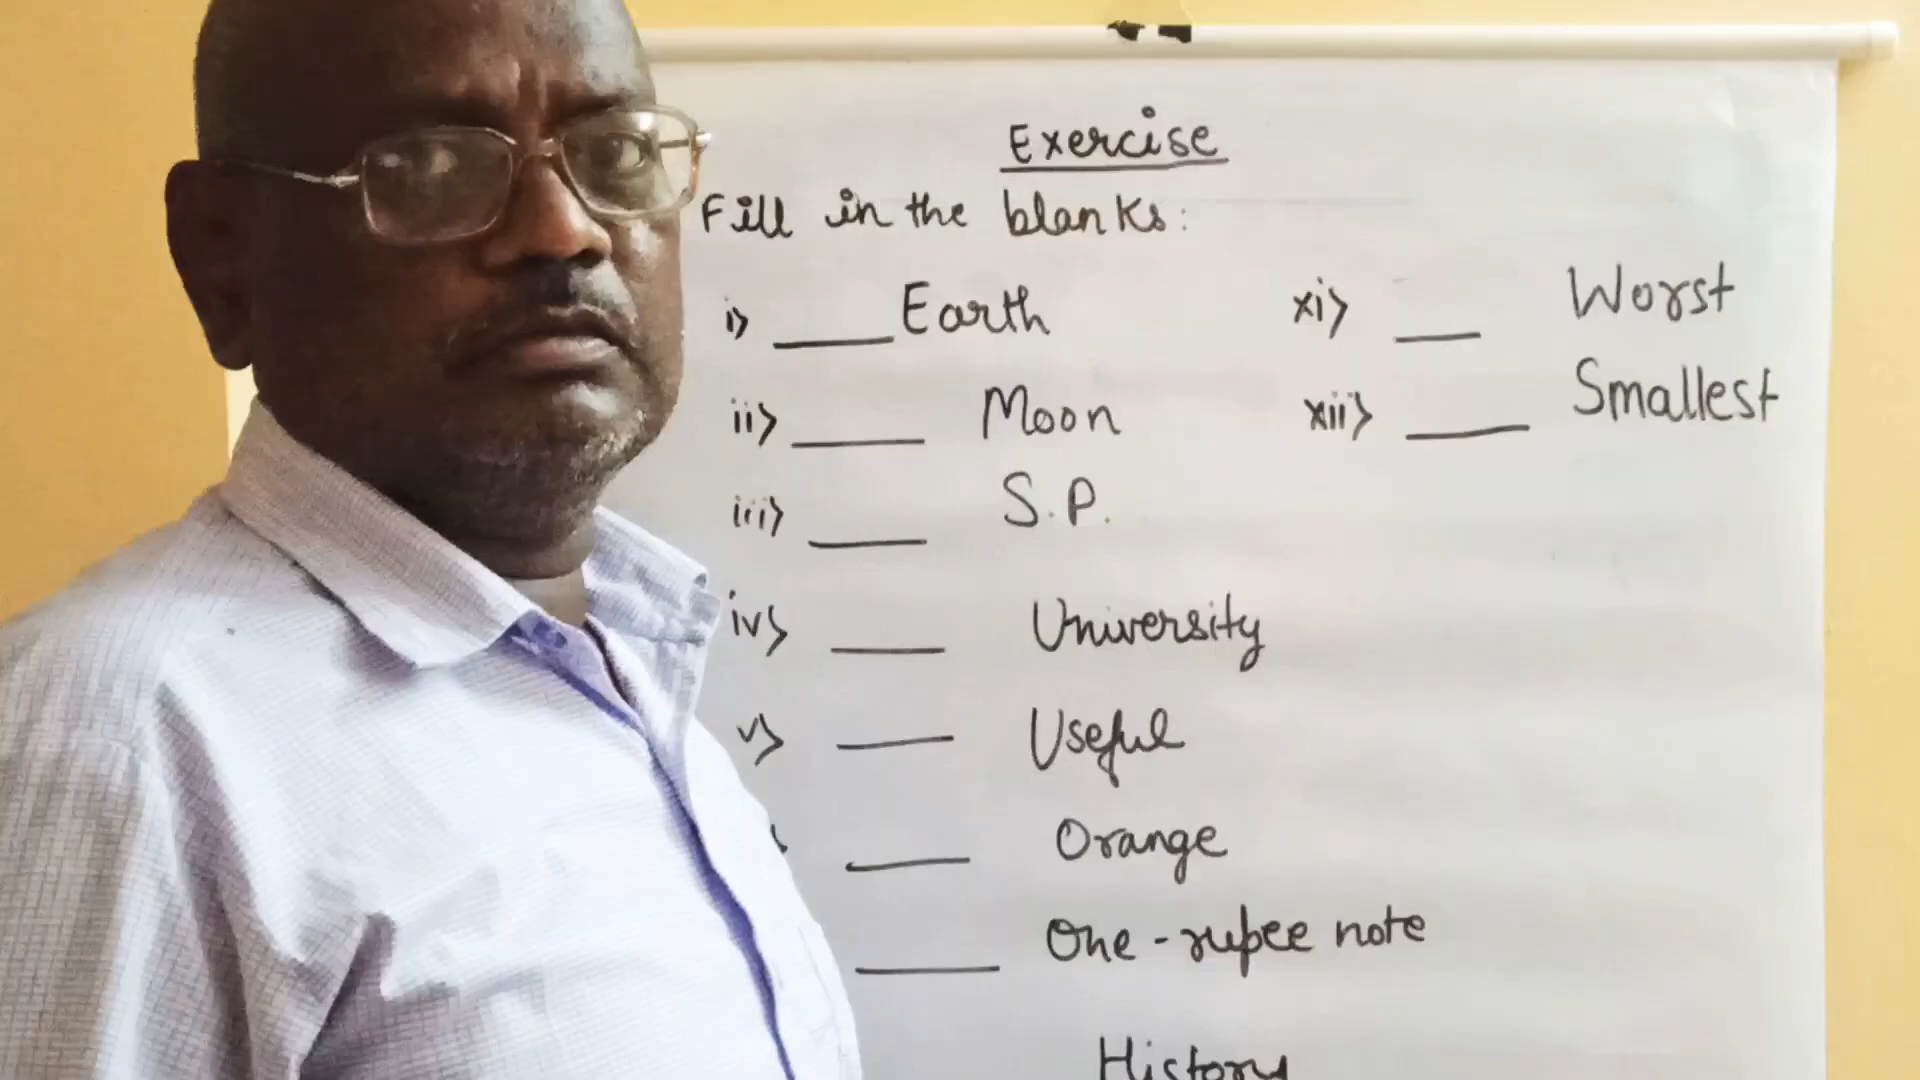 Exercise
Fill in the blanks:
i) ____ Earth
ii) ____ Moon
iii) ____ S.P.
iv) ____ University
v) ____ Useful
____ Orange
____ One-rupee note
History
xi) ____ Worst
xii) ____ Smallest